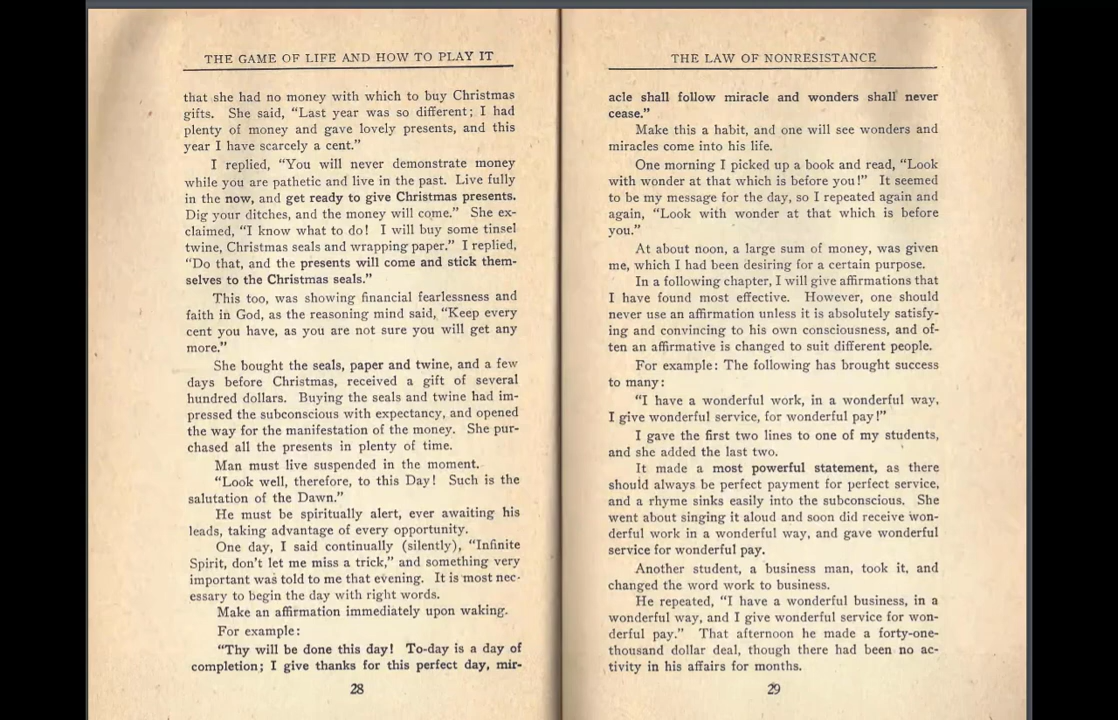 THE GAME OF LIFE AND HOW TO PLAY IT
that she had no money with which to buy Christmas
gifts. She said, "Last year was so different; I had
plenty of money and gave lovely presents, and this
year I have scarcely a cent."
I replied, "You will never demonstrate money
while you are pathetic and live in the past. Live fully
in the now, and get ready to give Christmas presents.
Dig your ditches, and the money will come." She ex-
claimed, "I know what to do! I will buy some tinsel
twine, Christmas seals and wrapping paper." I replied,
"Do that, and the presents will come and stick them-
selves to the Christmas seals."
This too, was showing financial fearlessness and
faith in God, as the reasoning mind said, "Keep every
cent you have, as you are not sure you will get any
more."
She bought the seals, paper and twine, and a few
days before Christmas, received a gift of several
hundred dollars. Buying the seals and twine had im-
pressed the subconscious with expectancy, and opened
the way for the manifestation of the money. She pur-
chased all the presents in plenty of time.
Man must live suspended in the moment.
"Look well, therefore, to this Day! Such is the
salutation of the Dawn."
He must be spiritually alert, ever awaiting his
leads, taking advantage of every opportunity.
One day, I said continually (silently), "Infinite
Spirit, don't let me miss a trick," and something very
important was told to me that evening. It is most nec-
essary to begin the day with right words.
Make an affirmation immediately upon waking.
For example:
"Thy will be done this day! To-day is a day of
completion; I give thanks for this perfect day, mir-
28
THE LAW OF NONRESISTANCE
acle shall follow miracle and wonders shall never
cease."
Make this a habit, and one will see wonders and
miracles come into his life.
One morning I picked up a book and read, "Look
with wonder at that which is before you!" It seemed
to be my message for the day, so I repeated again and
again, "Look with wonder at that which is before
you."
At about noon, a large sum of money, was given
me, which I had been desiring for a certain purpose.
In a following chapter, I will give affirmations that
I have found most effective. However, one should
never use an affirmation unless it is absolutely satisfy-
ing and convincing to his own consciousness, and of-
ten an affirmative is changed to suit different people.
For example: The following has brought success
to many:
"I have a wonderful work, in a wonderful way,
I give wonderful service, for wonderful pay!"
I gave the first two lines to one of my students,
and she added the last two.
It made a most powerful statement, as there
should always be perfect payment for perfect service,
and a rhyme sinks easily into the subconscious. She
went about singing it aloud and soon did receive won-
derful work in a wonderful way, and gave wonderful
service for wonderful pay.
Another student, a business man, took it, and
changed the word work to business.
He repeated, "I have a wonderful business, in a
wonderful way, and I give wonderful service for won-
derful pay." That afternoon he made a forty-one-
thousand dollar deal, though there had been no ac-
tivity in his affairs for months.
29